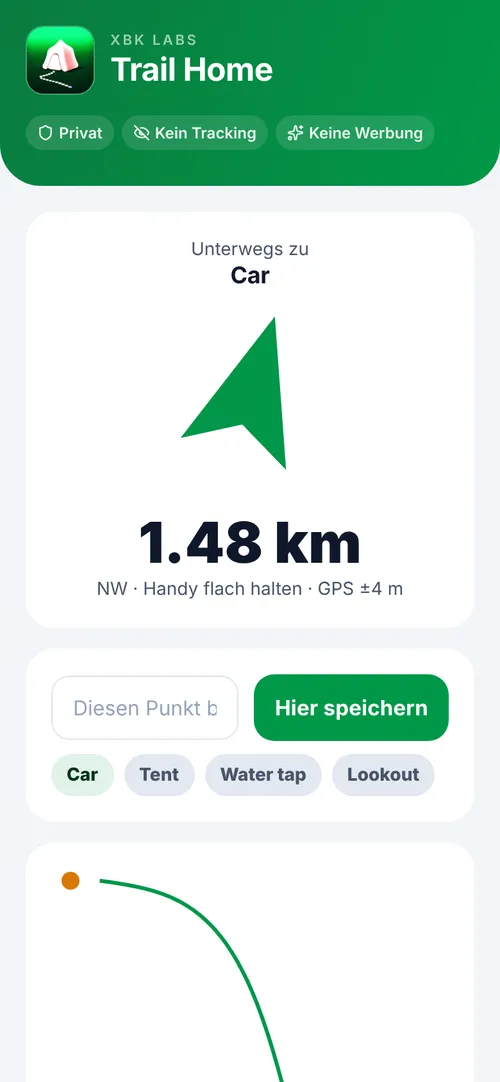 XBK LABS
Trail Home
Privat
Kein Tracking
Keine Werbung
Unterwegs zu
Car
1.48 km
NW · Handy flach halten · GPS ±4 m
Diesen Punkt b
Hier speichern
Car
Tent
Water tap
Lookout